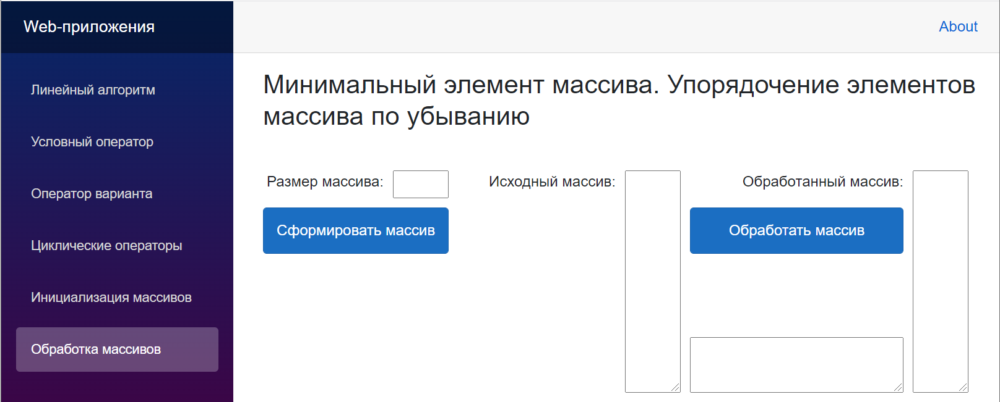 Web-приложения
About
Линейный алгоритм
Условный оператор
Оператор варианта
Циклические операторы
Инициализация массивов
Обработка массивов
Минимальный элемент массива. Упорядочение элементов
массива по убыванию
Размер массива:
Исходный массив:
Обработанный массив:
Сформировать массив
Обработать массив